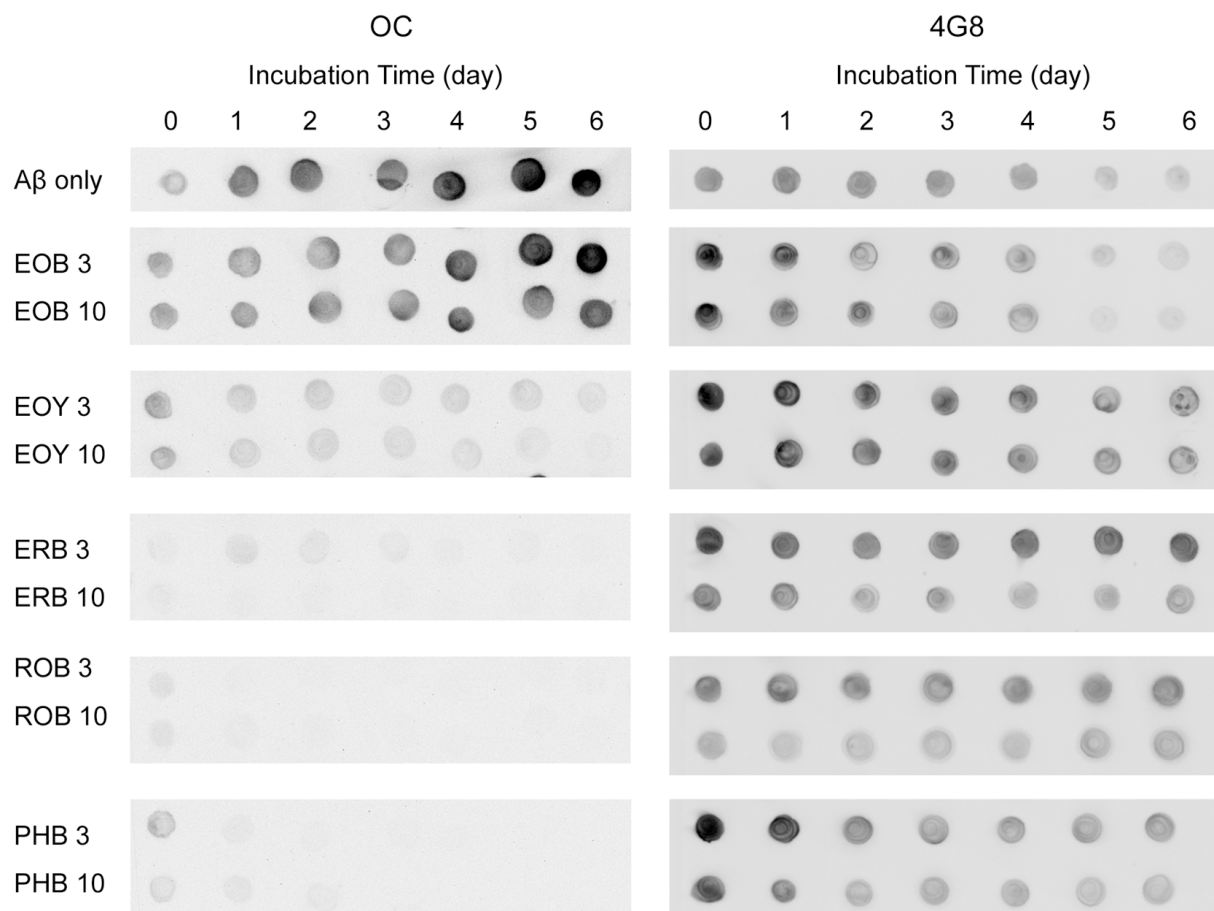 OC 4G8
Incubation Time (day) Incubation Time (day)
0 1 2 3 4 5 6 0 1 2 3 4 5 6
Aβ only
EOB 3
EOB 10
EOY 3
EOY 10
ERB 3
ERB 10
ROB 3
ROB 10
PHB 3
PHB 10